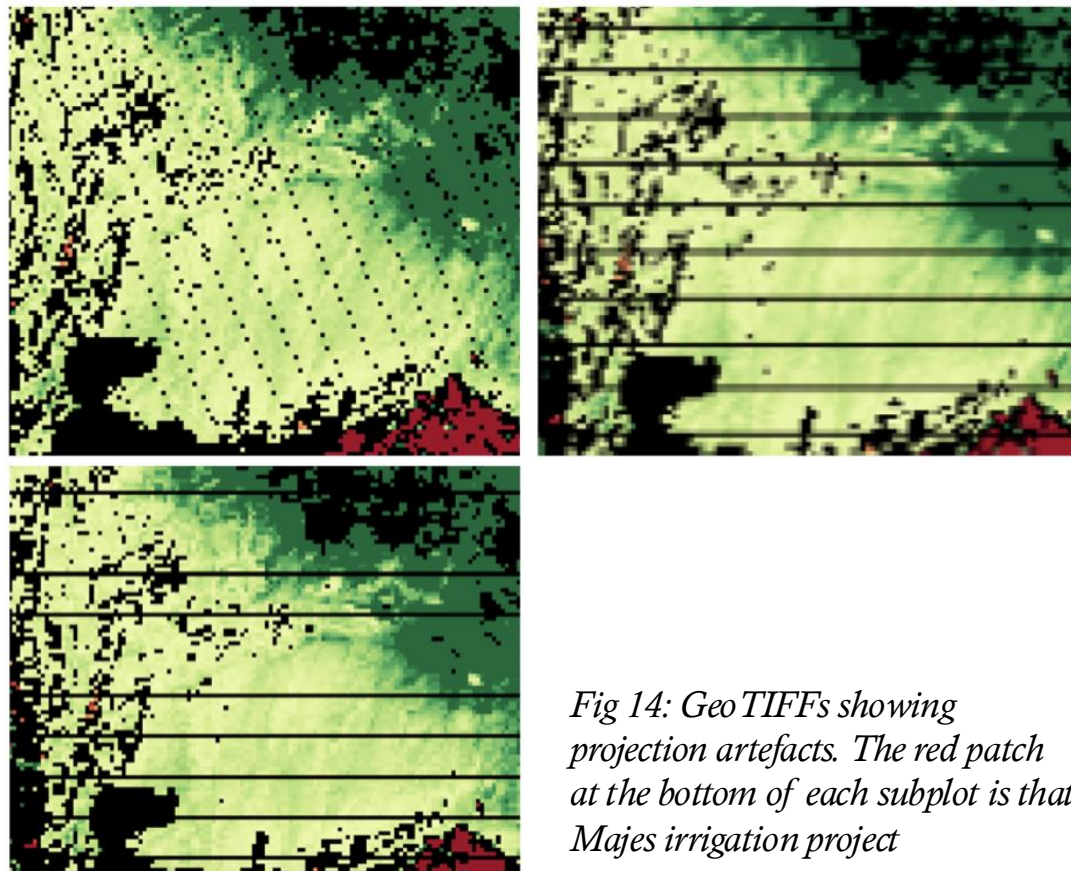 Fig 14: GeoTIFFs showing
projection artefacts. The red patch
at the bottom of each subplot is that
Majes irrigation project